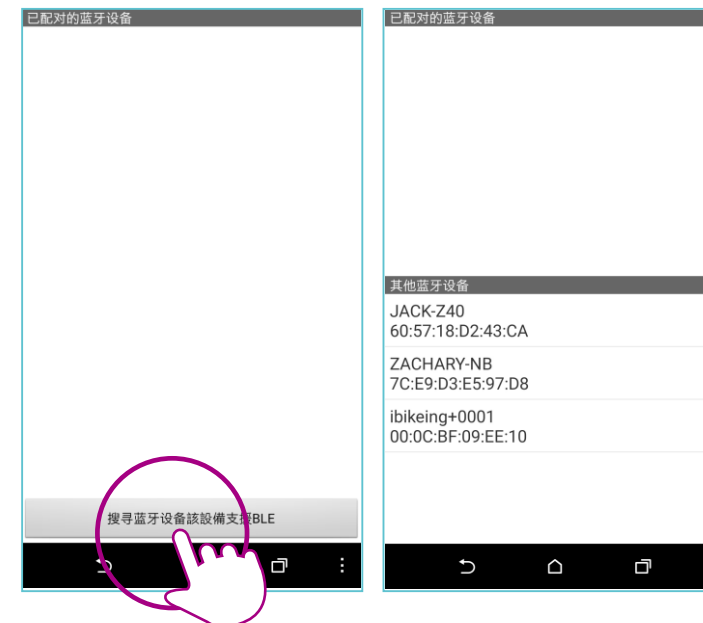 已配对的蓝牙设备
搜寻蓝牙设备該設備支援BLE
已配对的蓝牙设备
其他蓝牙设备
JACK-Z40
60:57:18:D2:43:CA
ZACHARY-NB
7C:E9:D3:E5:97:D8
ibikeing+0001
00:0C:BF:09:EE:10